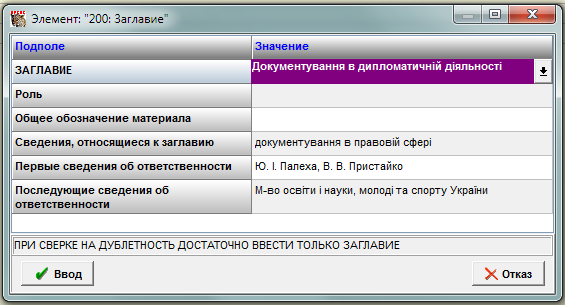 Элемент: "200: Заглавие"
Подполе Значение
ЗАГЛАВИЕ Документування в дипломатичній діяльності
Роль
Общее обозначение материала
Сведения, относящиеся к заглавию документування в правовій сфері
Первые сведения об ответственности Ю. І. Палеха, В. В. Пристайко
Последующие сведения об М-во освіти і науки, молоді та спорту України
ответственности
ПРИ СВЕРКЕ НА ДУБЛЕТНОСТЬ ДОСТАТОЧНО ВВЕСТИ ТОЛЬКО ЗАГЛАВИЕ
Ввод Отказ